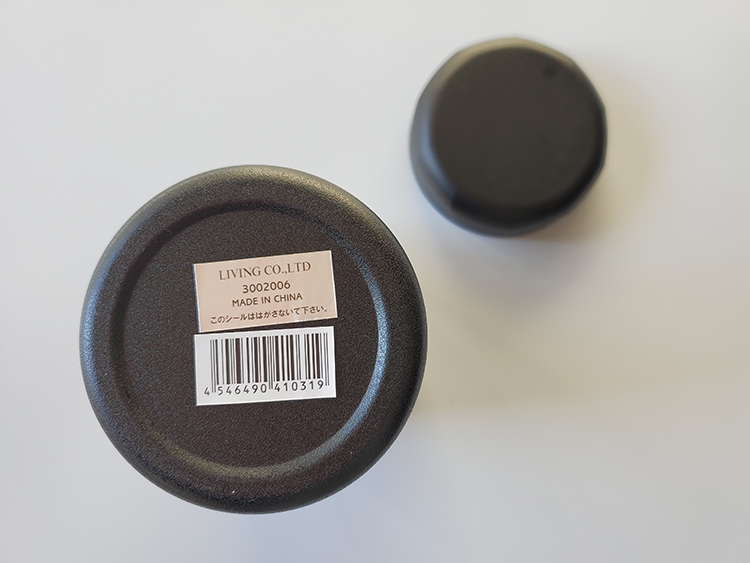 LIVING CO.,LTD
3002006
MADE IN CHINA
このシールははがさないで下さい。
4 546490 410319